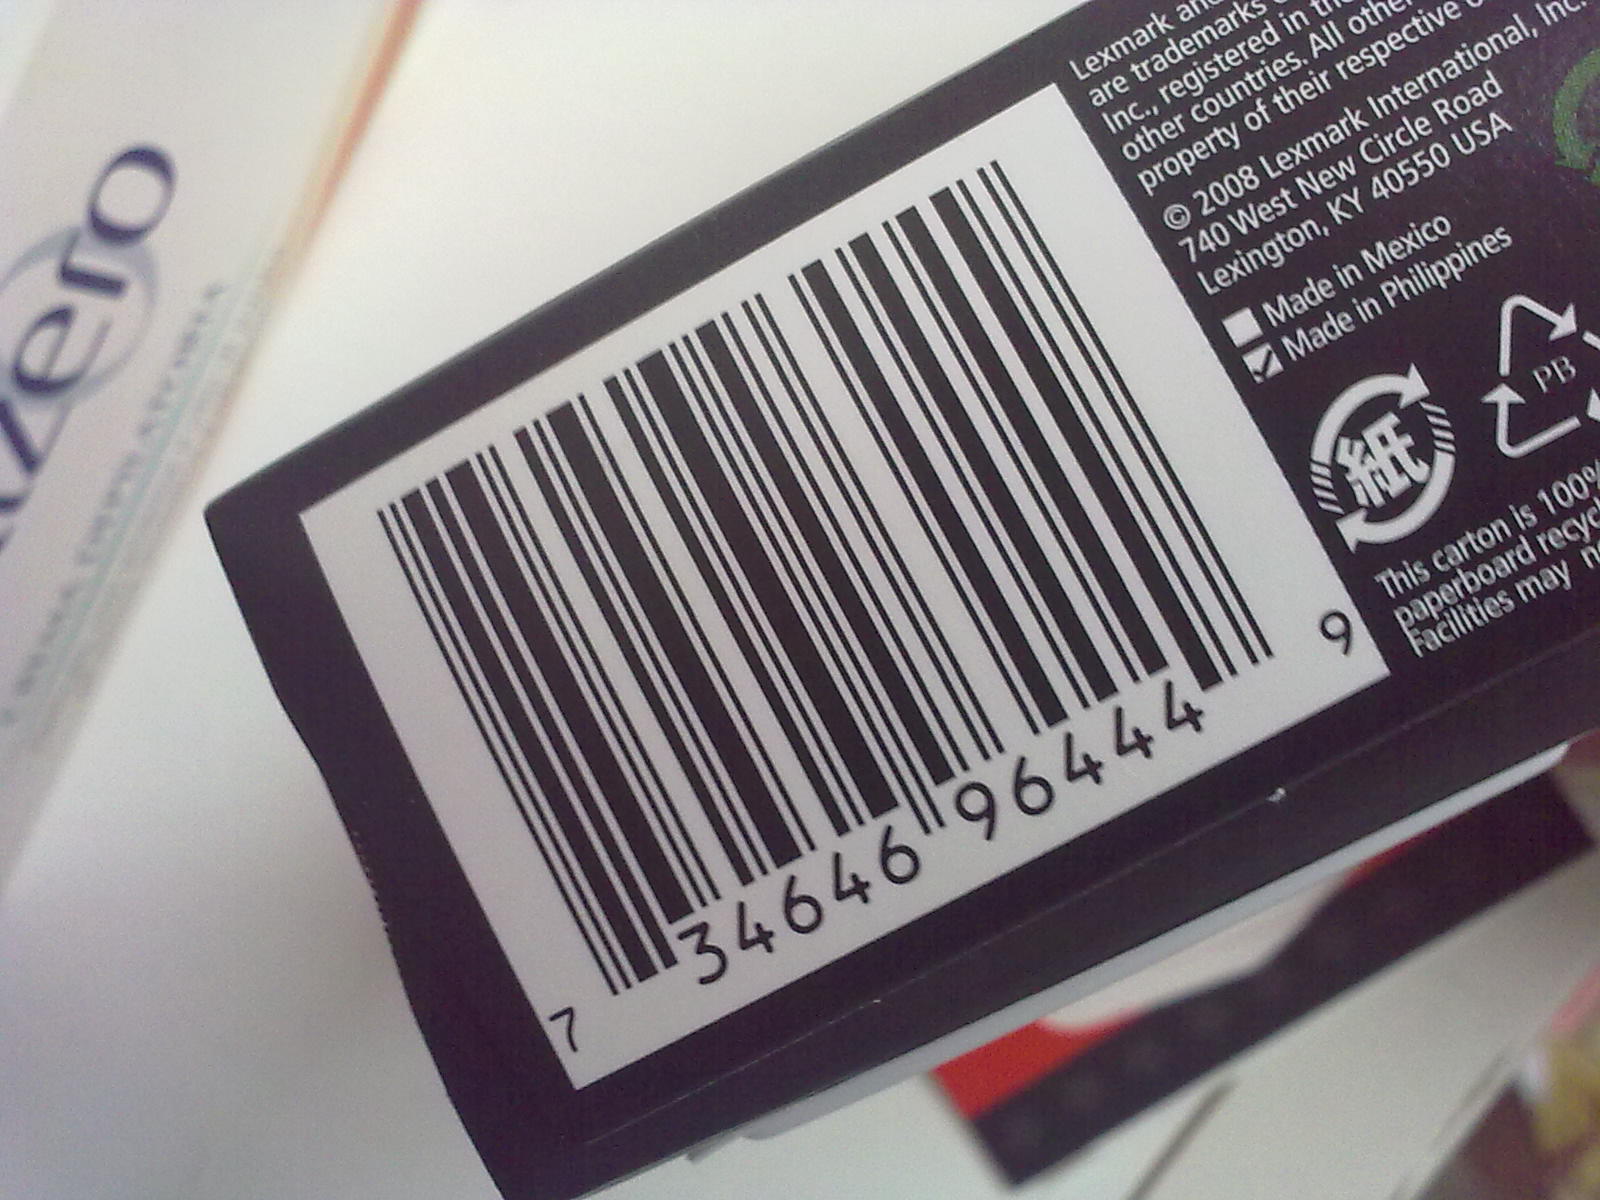 zero
Lexmark and
are trademarks
Inc., registered in the
other countries. All other
property of their respective
© 2008 Lexmark International, Inc.
740 West New Circle Road
Lexington, KY 40550 USA
Made in Mexico
Made in Philippines
紙
PB
This carton is 100%
paperboard
Facilities may
7 34646 96444 9